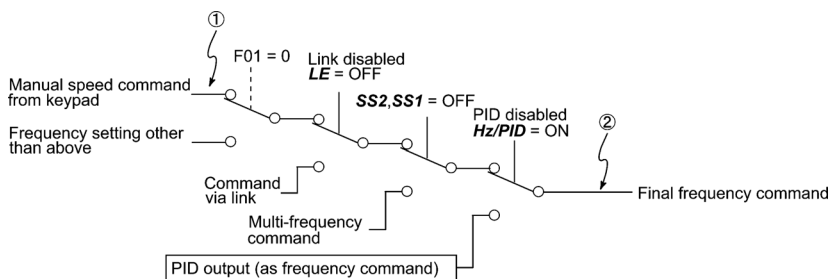 ①
F01 = 0
Link disabled
LE = OFF
Manual speed command
from keypad
SS2,SS1 = OFF
PID disabled
Hz/PID = ON
②
Frequency setting other
than above
Command
via link
Final frequency command
Multi-frequency
command
PID output (as frequency command)